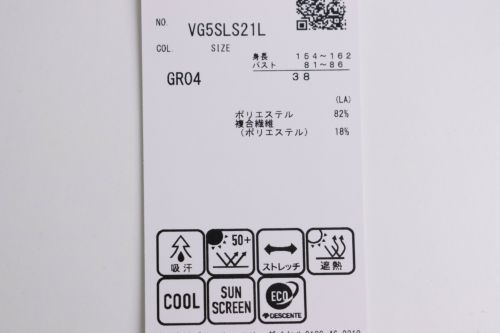 NO. VG5SLS21L
COL. SIZE
身長 154~162
バスト 81~86
GR04 38
(LA)
ポリエステル 82%
複合繊維
(ポリエステル) 18%
50+
吸汗 ストレッチ 遮熱
COOL SUN SCREEN ECO DESCENTE